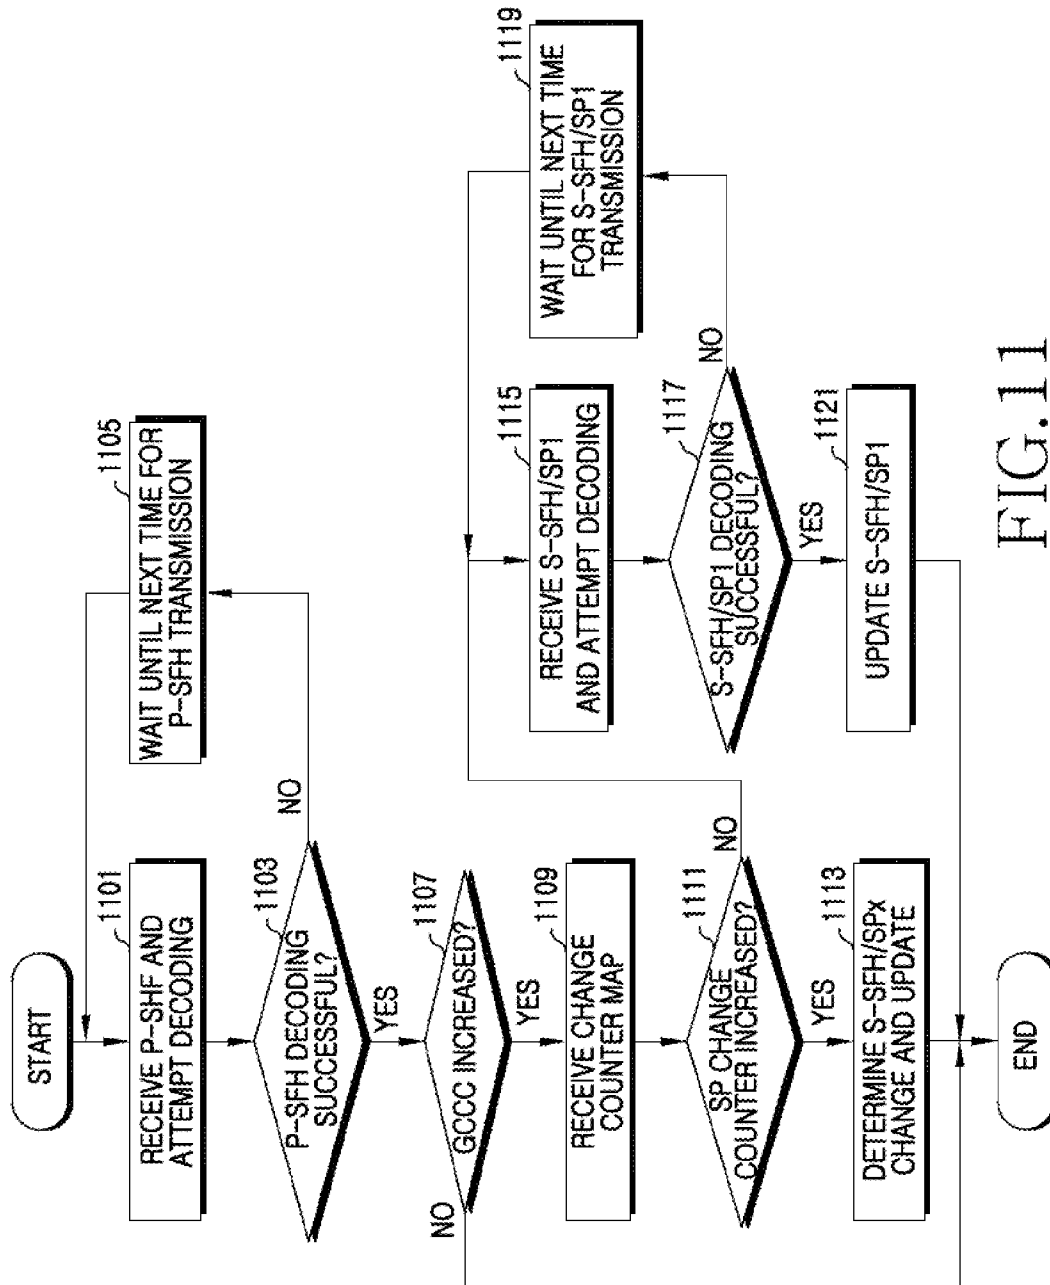 START
1101
RECEIVE P-SHF AND
ATTEMPT DECODING
1103
P-SFH DECODING
SUCCESSFUL?
NO
YES
1105
WAIT UNTIL NEXT TIME FOR
P-SFH TRANSMISSION
1107
GCCC INCREASED?
NO
YES
1109
RECEIVE CHANGE
COUNTER MAP
1111
SP CHANGE
COUNTER INCREASED?
NO
YES
1113
DETERMINE S-SFH/SPx
CHANGE AND UPDATE
1115
RECEIVE S-SFH/SP1
AND ATTEMPT DECODING
1117
S-SFH/SP1 DECODING
SUCCESSFUL?
NO
YES
1119
WAIT UNTIL NEXT TIME
FOR S-SFH/SP1
TRANSMISSION
1121
UPDATE S-SFH/SP1
END
FIG.11